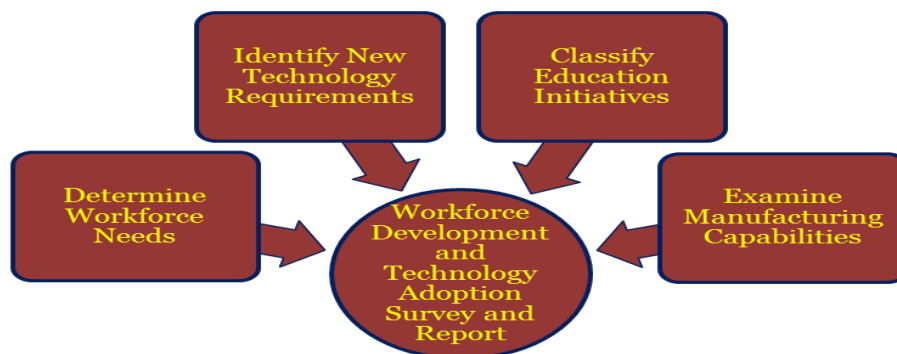 Identify New
Technology
Requirements
Classify
Education
Initiatives
Determine
Workforce
Needs
Workforce
Development
and
Technology
Adoption
Survey and
Report
Examine
Manufacturing
Capabilities